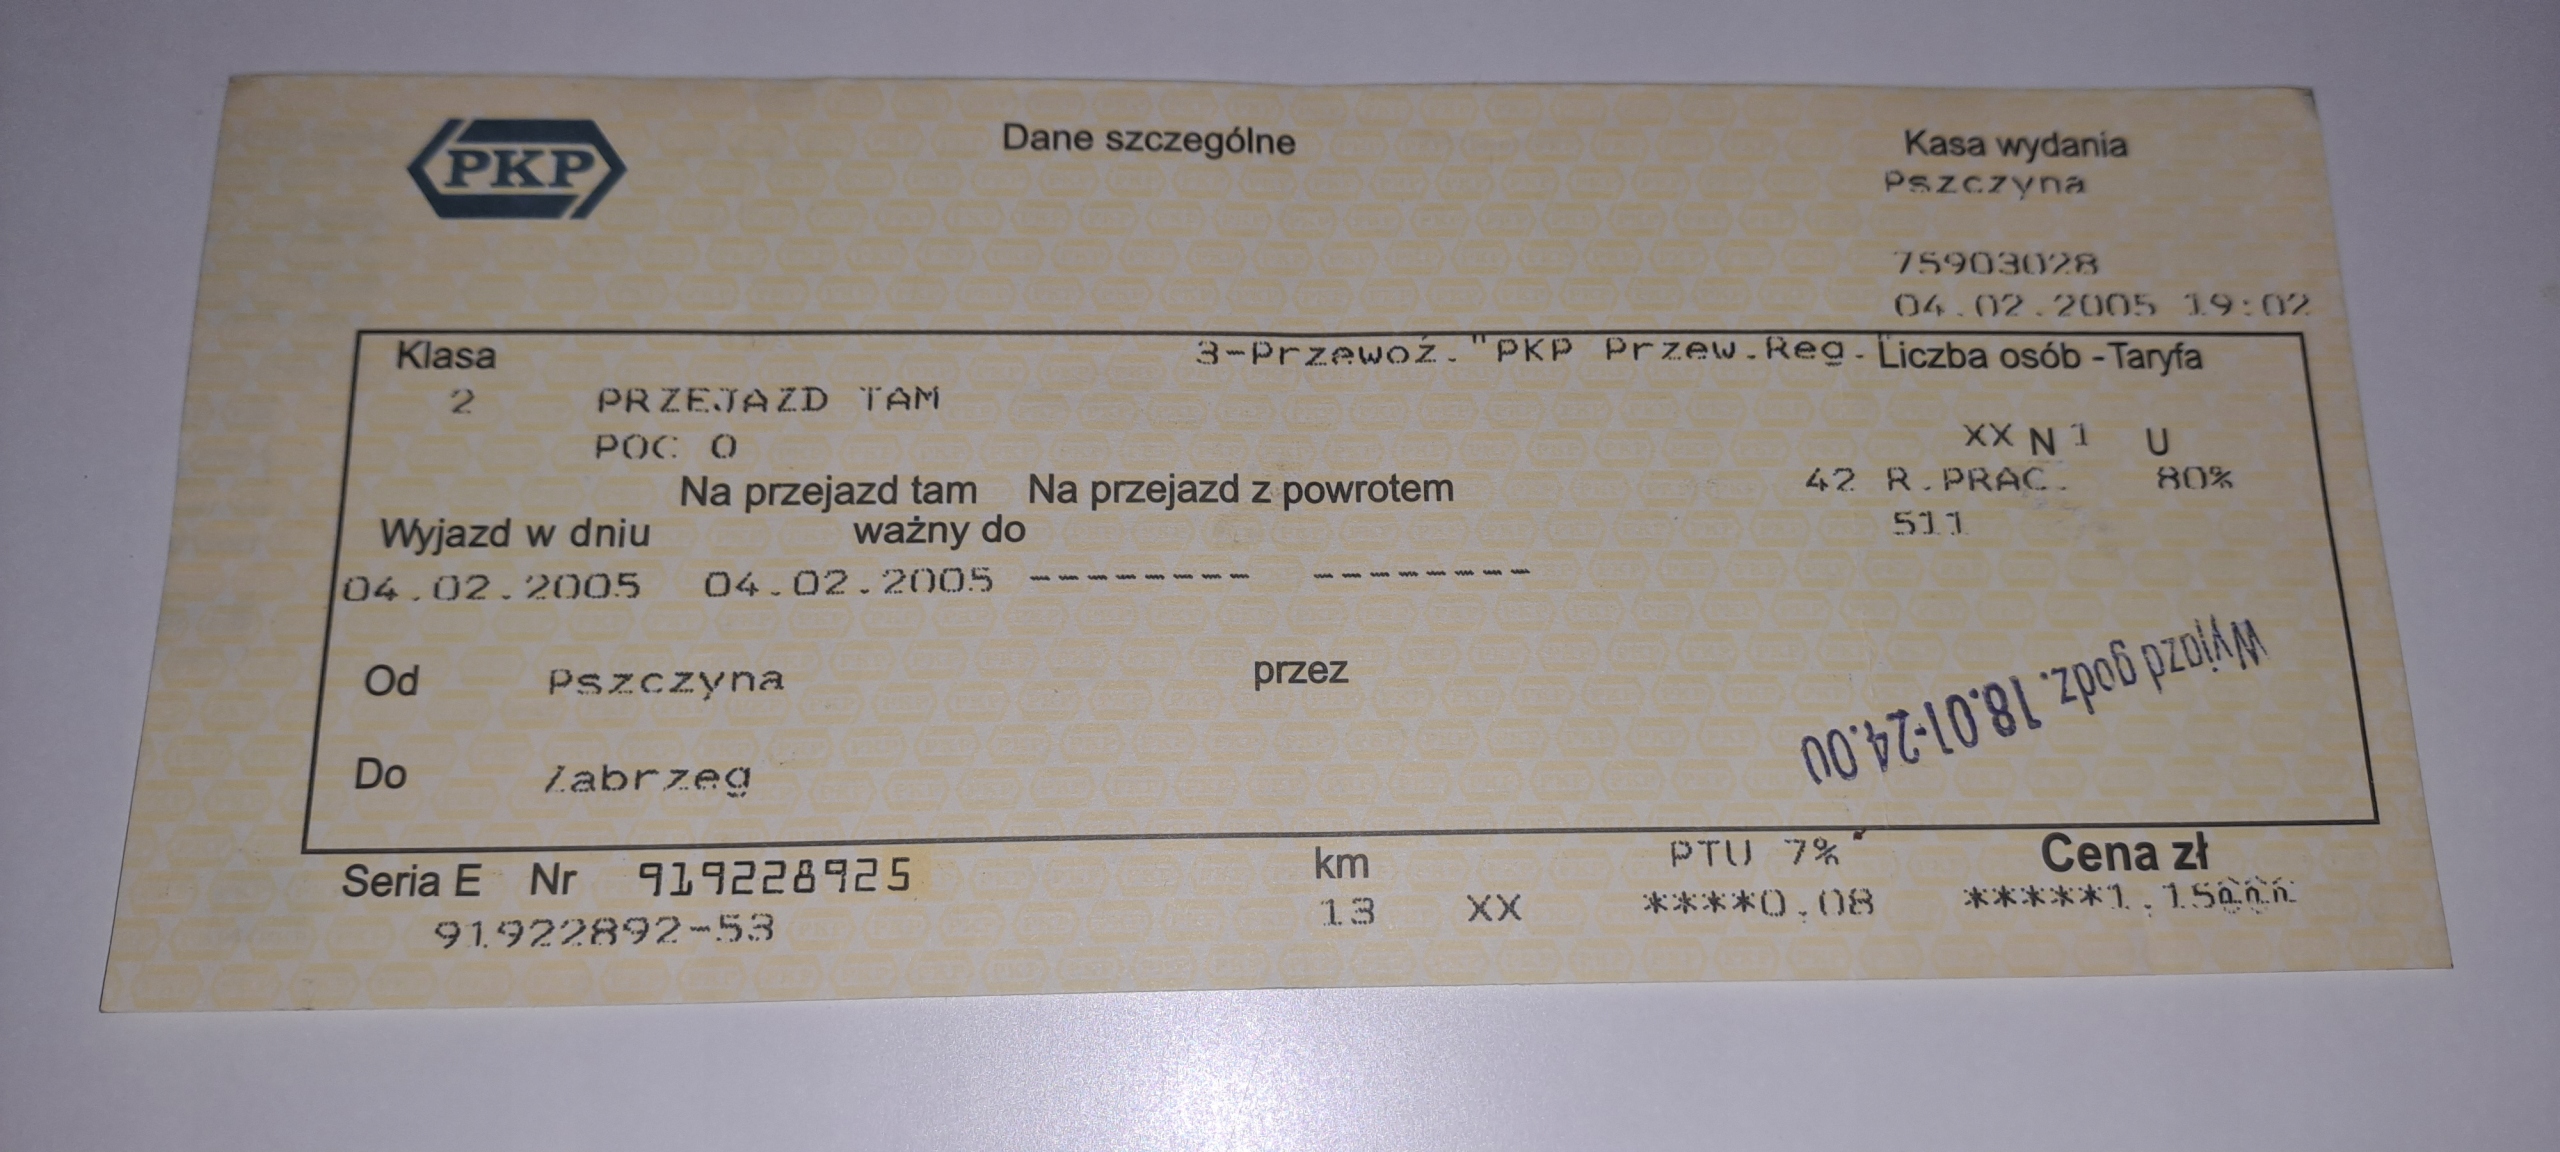 PKP
Dane szczególne
Kasa wydania
Pszczyna
75903028
04.02.2005 19:02
Klasa
3-Przewoź."PKP Przew.Reg.
Liczba osób - Taryfa
2 PRZEJAZD TAM
POC O
XX N 1 U
Na przejazd tam Na przejazd z powrotem
42 R.PRAC. 80%
Wyjazd w dniu ważny do
511
04.02.2005 04.02.2005 -------- --------
Od Pszczyna przez
Wyjazd godz. 18.01-24.00
Do Zabrzeg
Seria E Nr 919228925
km
PTU 7%
Cena zł
91922892-53
13 XX ****0.08 *****1.15